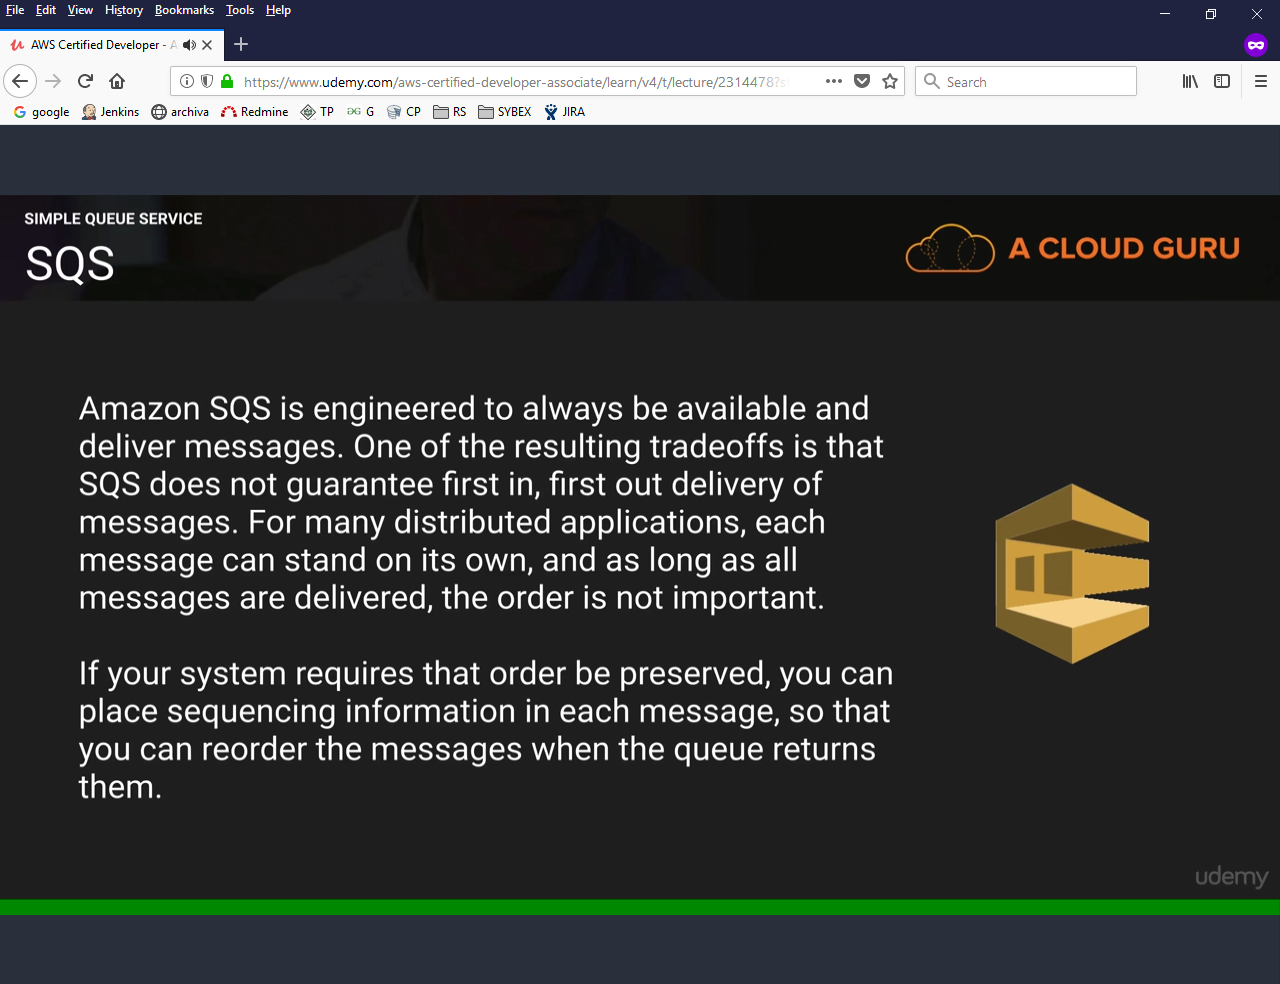 File Edit View History Bookmarks Tools Help
AWS Certified Developer - A
https://www.udemy.com/aws-certified-developer-associate/learn/v4/t/lecture/2314478?s
Search
google Jenkins archiva Redmine TP G CP RS SYBEX JIRA
SIMPLE QUEUE SERVICE
SQS
A CLOUD GURU
Amazon SQS is engineered to always be available and
deliver messages. One of the resulting tradeoffs is that
SQS does not guarantee first in, first out delivery of
messages. For many distributed applications, each
message can stand on its own, and as long as all
messages are delivered, the order is not important.
If your system requires that order be preserved, you can
place sequencing information in each message, so that
you can reorder the messages when the queue returns
them.
udemy